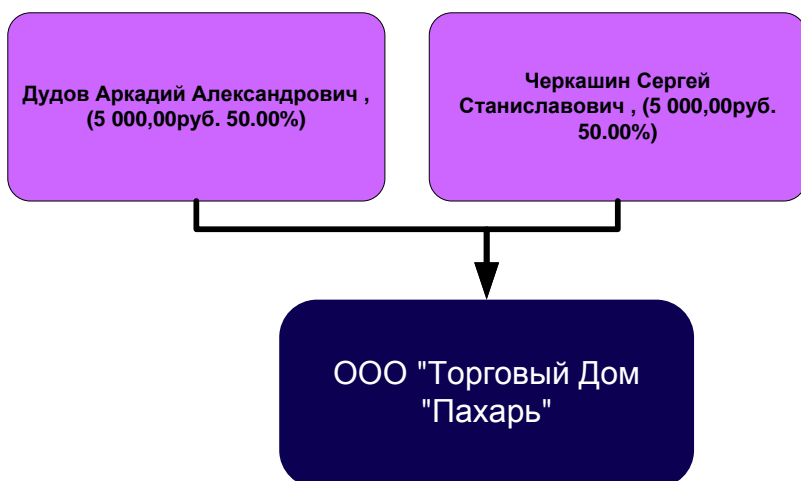 Дудов Аркадий Александрович ,
(5 000,00руб. 50.00%)
Черкашин Сергей
Станиславович , (5 000,00руб.
50.00%)
ООО "Торговый Дом
"Пахарь"